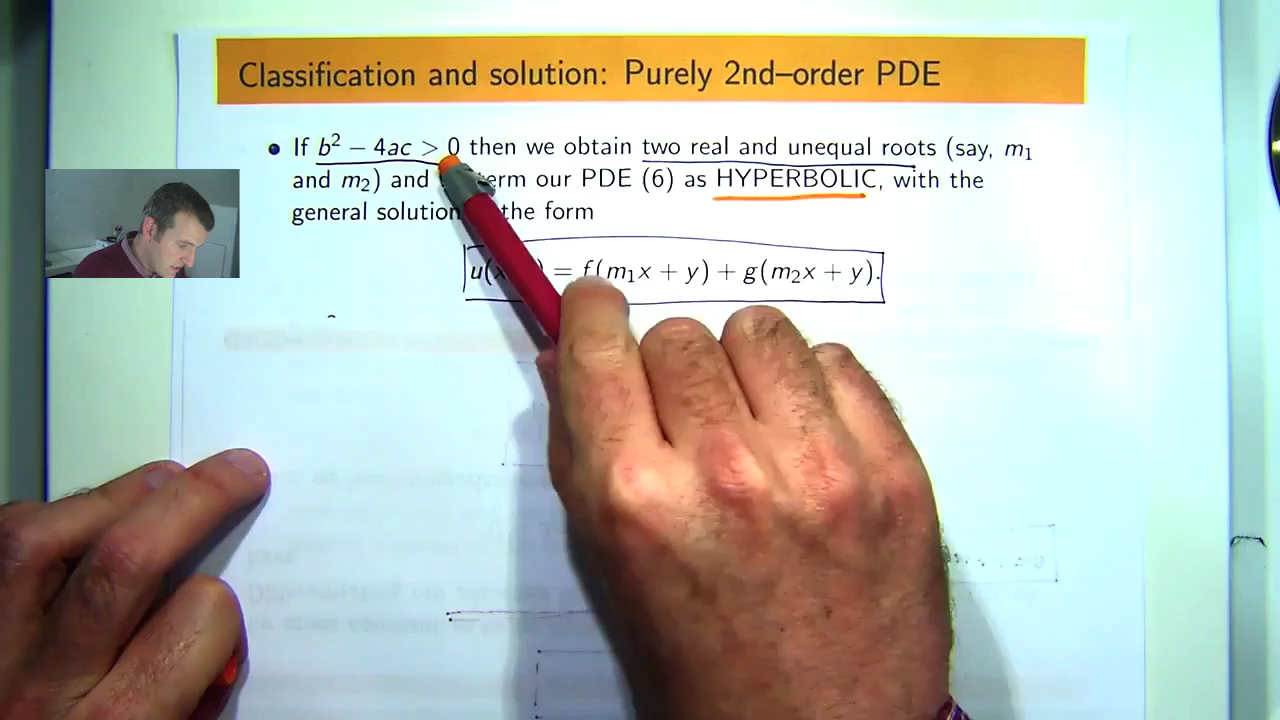 Classification and solution: Purely 2nd–order PDE
If b² − 4ac > 0 then we obtain two real and unequal roots (say, m₁
and m₂) and term our PDE (6) as HYPERBOLIC, with the
general solution the form
u(x ) = f(m₁x + y) + g(m₂x + y).